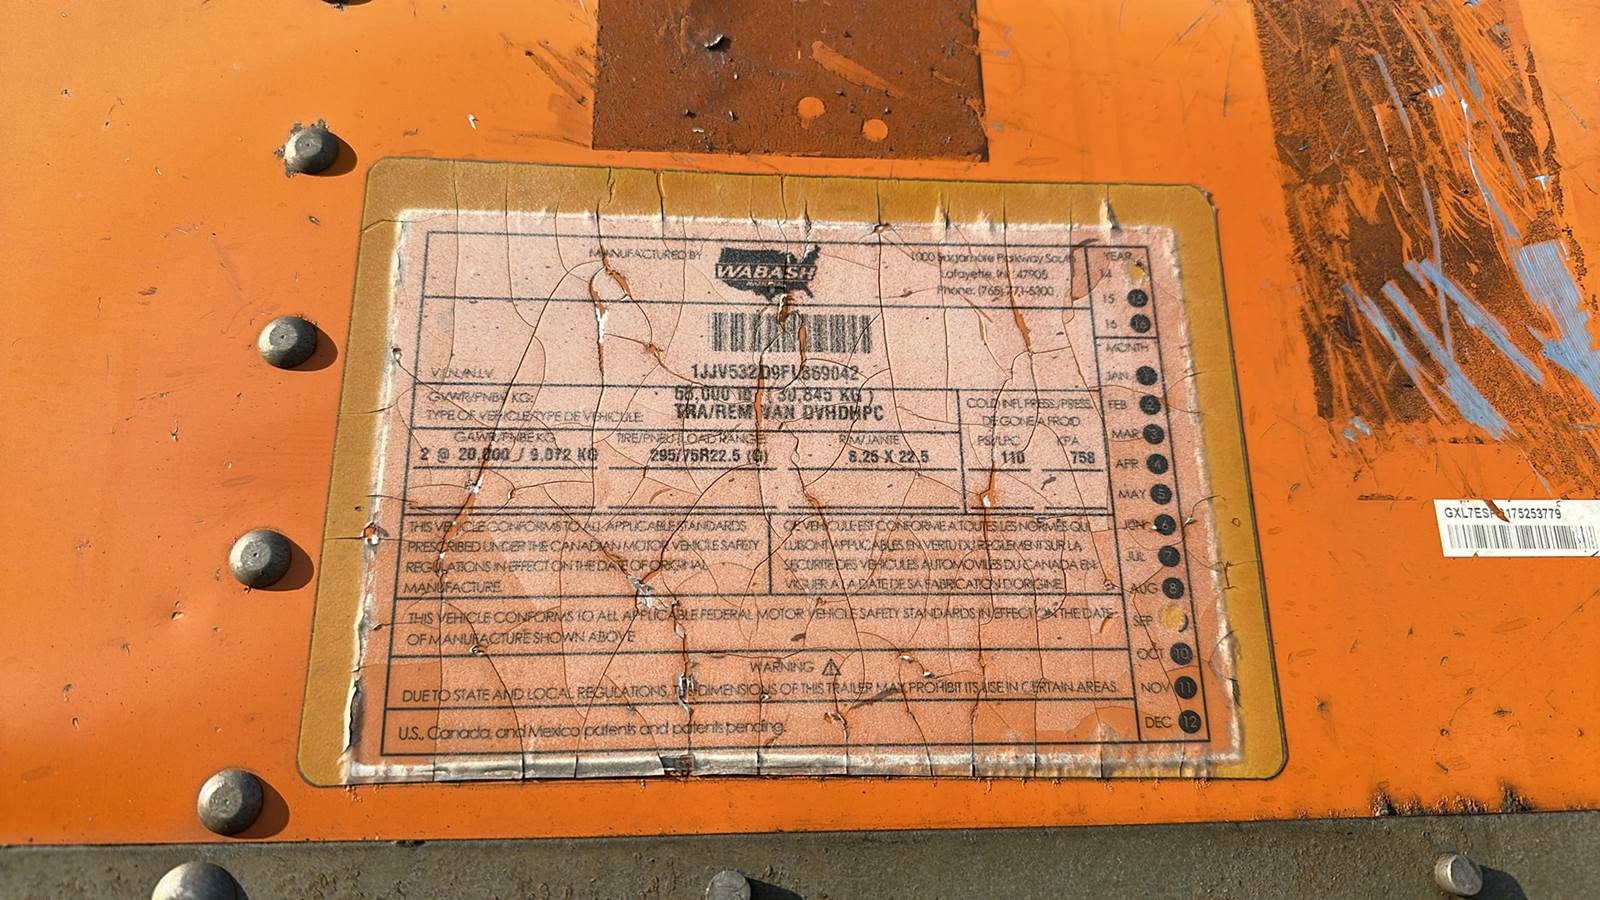 MANUFACTURED BY
WABASH
1000 Sagamore Parkway South
Lafayette, IN 47905
Phone: (765) 771-5300
V.I.N./N.I.V.
1JJV532D9FL869042
GVWR/PNBV KG:
68,000 lb ( 30,845 KG )
TYPE OF VEHICLE/TYPE DE VEHICULE:
TRA/REM VAN DVHDHPC
COLD INFL.PRESS./PRESS.
DE GONF. A FROID
GAWR/PNBE KG
TIRE/PNEU (LOAD RANGE)
RIM/JANTE
PSI/LPC
KPA
2 @ 20,000 / 9,072 KG
295/75R22.5 (G)
8.25 X 22.5
110
758
THIS VEHICLE CONFORMS TO ALL APPLICABLE STANDARDS
PRESCRIBED UNDER THE CANADIAN MOTOR VEHICLE SAFETY
REGULATIONS IN EFFECT ON THE DATE OF ORIGINAL
MANUFACTURE.
CE VEHICULE EST CONFORME A TOUTES LES NORMES QUI
LUI SONT APPLICABLES EN VERTU DU REGLEMENT SUR LA
SECURITE DES VEHICULES AUTOMOVILES DU CANADA EN
VIGUER A LA DATE DE SA FABRICATION D'ORIGINE.
THIS VEHICLE CONFORMS TO ALL APPLICABLE FEDERAL MOTOR VEHICLE SAFETY STANDARDS IN EFFECT ON THE DATE
OF MANUFACTURE SHOWN ABOVE
WARNING
DUE TO STATE AND LOCAL REGULATIONS, THE DIMENSIONS OF THIS TRAILER MAY PROHIBIT ITS USE IN CERTAIN AREAS.
U.S., Canada, and Mexico patents and patents pending.
YEAR
14
15 15
16 16
MONTH
JAN 1
FEB 2
MAR 3
APR 4
MAY 5
JUN 6
JUL 7
AUG 8
SEP
OCT 10
NOV 11
DEC 12